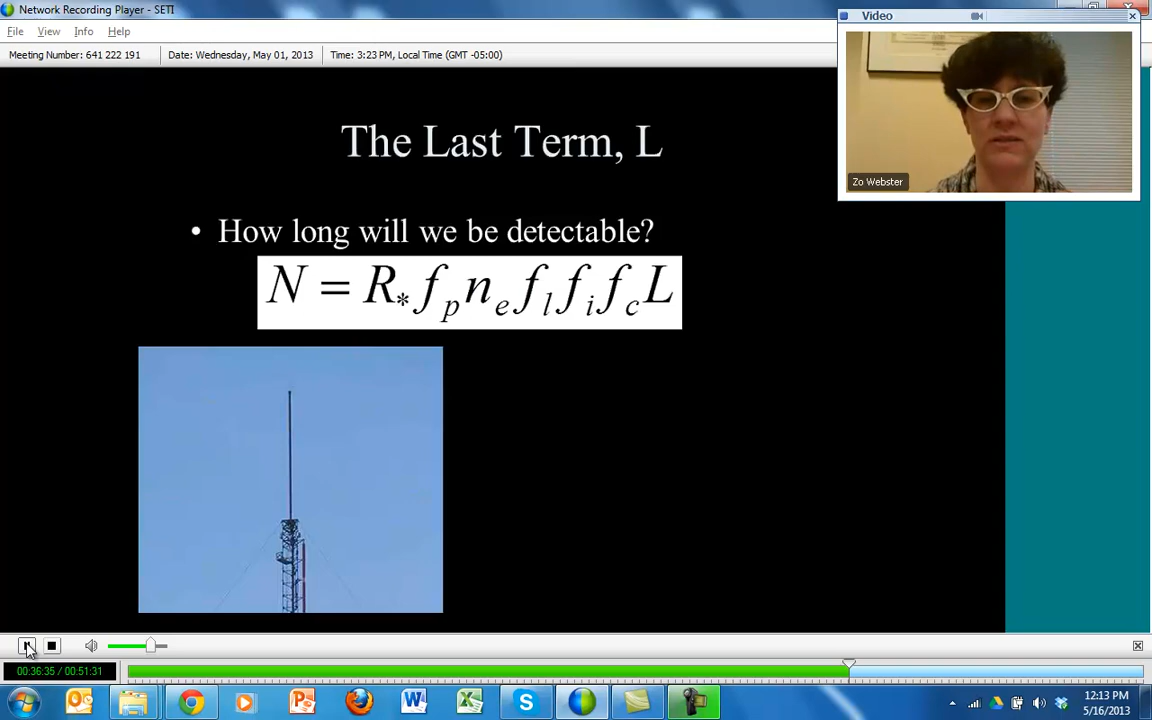 Network Recording Player - SETI
File View Info Help
Meeting Number: 641 222 191 Date: Wednesday, May 01, 2013 Time: 3:23 PM, Local Time (GMT -05:00)
Video
Zo Webster
The Last Term, L
• How long will we be detectable?
N = R* fp ne fl fi fc L
00:36:35 / 00:51:31
12:13 PM
5/16/2013